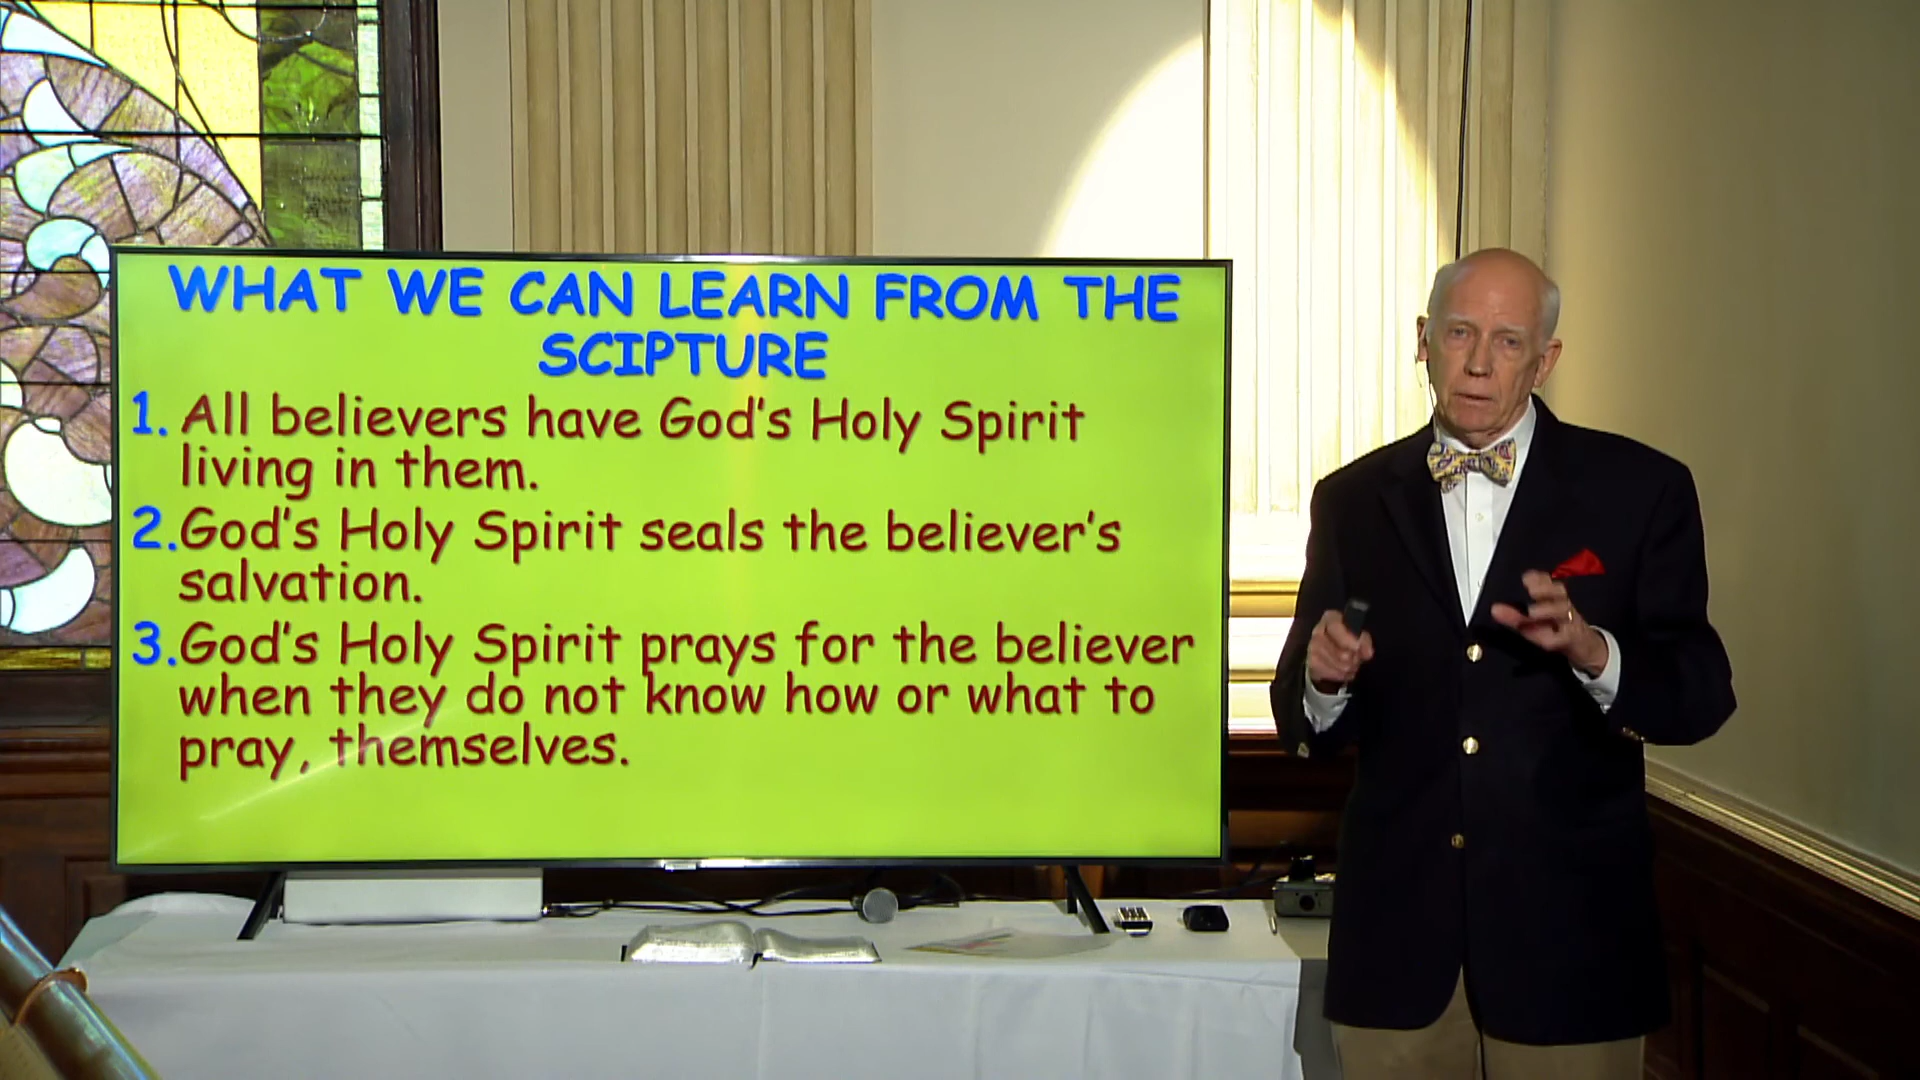 WHAT WE CAN LEARN FROM THE
SCIPTURE
1. All believers have God's Holy Spirit
living in them.
2. God's Holy Spirit seals the believer's
salvation.
3. God's Holy Spirit prays for the believer
when they do not know how or what to
pray, themselves.